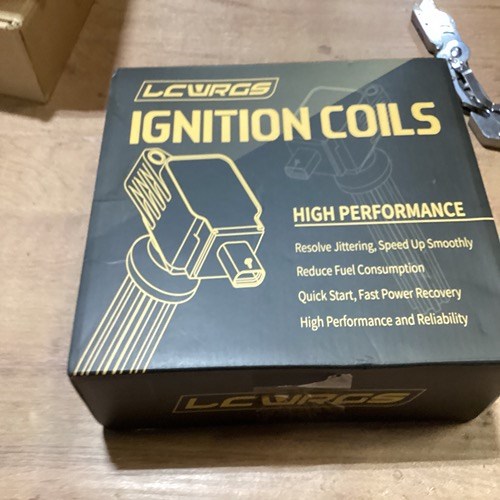 LCWRGS
IGNITION COILS
HIGH PERFORMANCE
Resolve Jittering, Speed Up Smoothly
Reduce Fuel Consumption
Quick Start, Fast Power Recovery
High Performance and Reliability
LCWRGS